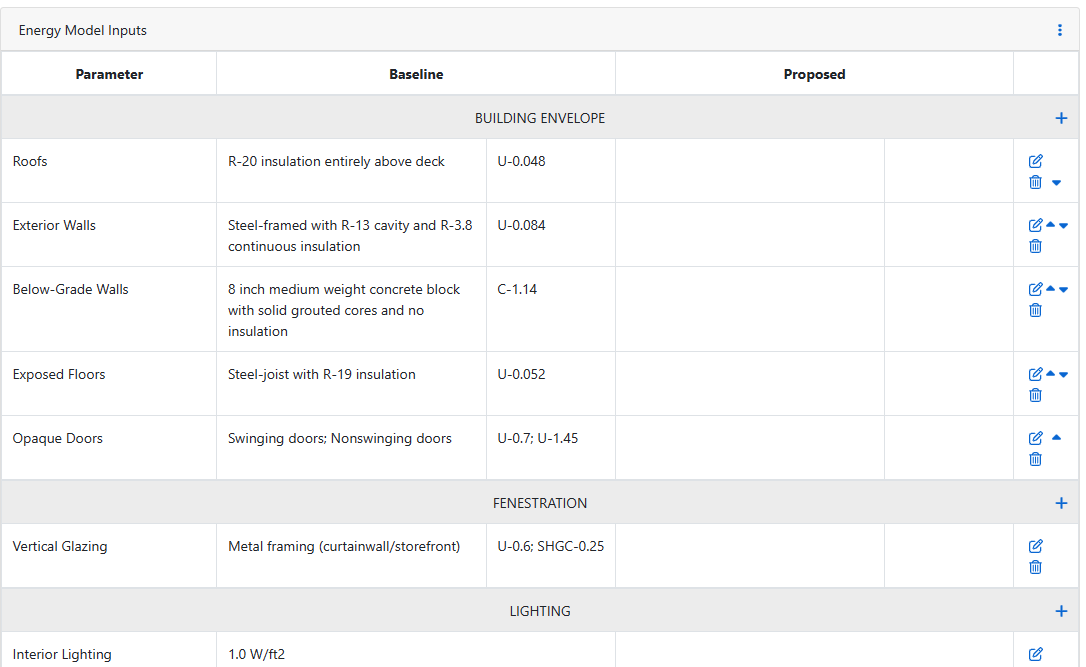 Energy Model Inputs
Parameter Baseline Proposed
BUILDING ENVELOPE
Roofs R-20 insulation entirely above deck U-0.048
Exterior Walls Steel-framed with R-13 cavity and R-3.8 U-0.084
continuous insulation
Below-Grade Walls 8 inch medium weight concrete block C-1.14
with solid grouted cores and no
insulation
Exposed Floors Steel-joist with R-19 insulation U-0.052
Opaque Doors Swinging doors; Nonswinging doors U-0.7; U-1.45
FENESTRATION
Vertical Glazing Metal framing (curtainwall/storefront) U-0.6; SHGC-0.25
LIGHTING
Interior Lighting 1.0 W/ft2